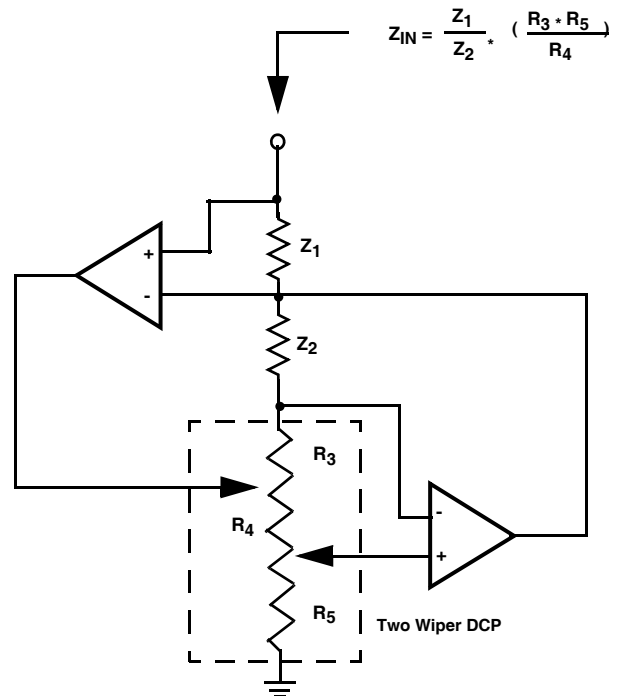 Z_IN = Z_1 / Z_2 * ( R_3 * R_5 / R_4 )
+
Z_1
-
Z_2
R_3
-
R_4
+
R_5
Two Wiper DCP